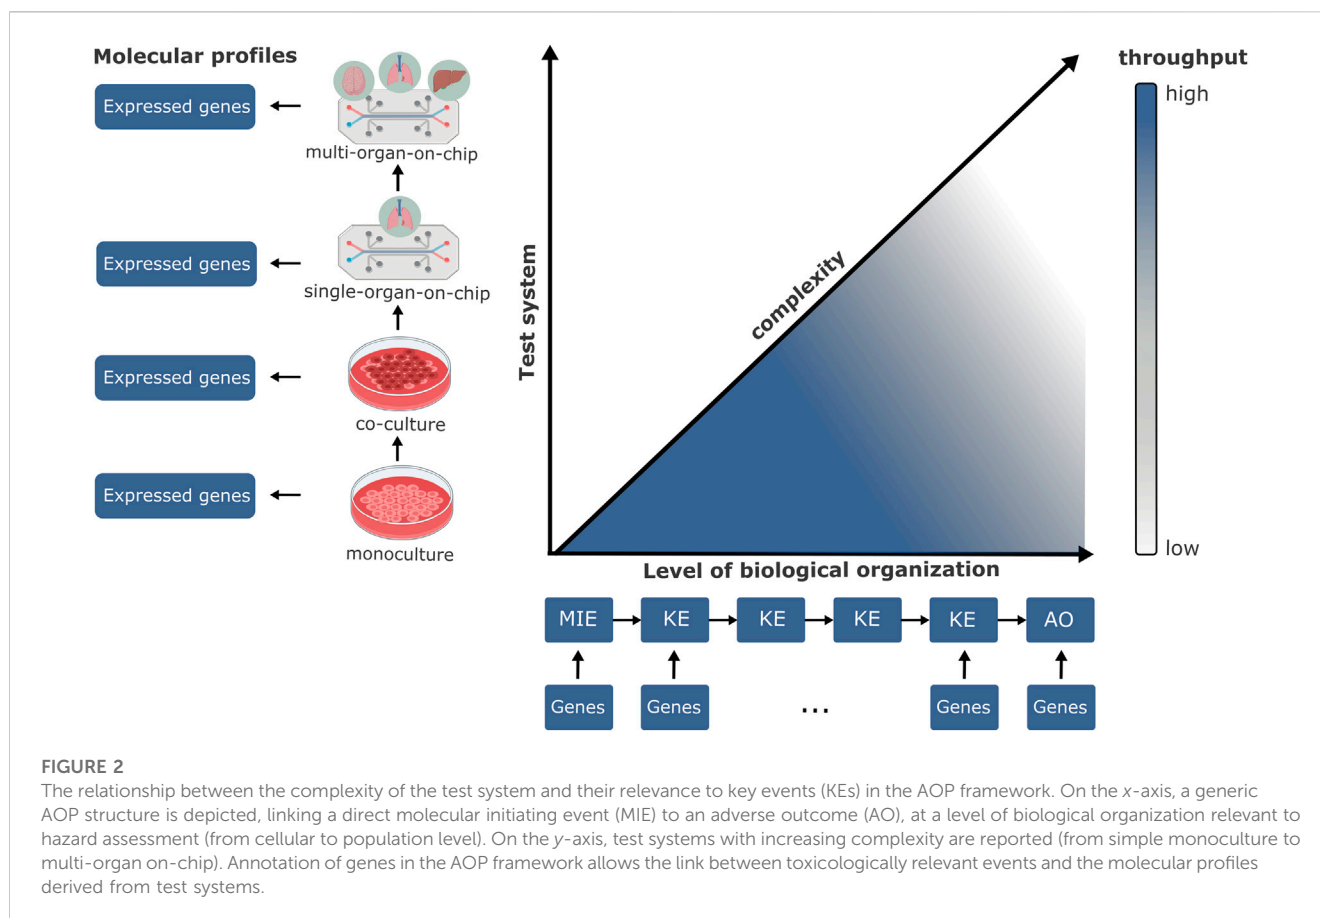 Molecular profiles
Expressed genes
multi-organ-on-chip
Expressed genes
single-organ-on-chip
Expressed genes
co-culture
Expressed genes
monoculture
Test system
complexity
throughput
high
low
Level of biological organization
MIE KE KE KE KE AO
Genes Genes ... Genes Genes
FIGURE 2
The relationship between the complexity of the test system and their relevance to key events (KEs) in the AOP framework. On the x-axis, a generic
AOP structure is depicted, linking a direct molecular initiating event (MIE) to an adverse outcome (AO), at a level of biological organization relevant to
hazard assessment (from cellular to population level). On the y-axis, test systems with increasing complexity are reported (from simple monoculture to
multi-organ on-chip). Annotation of genes in the AOP framework allows the link between toxicologically relevant events and the molecular profiles
derived from test systems.